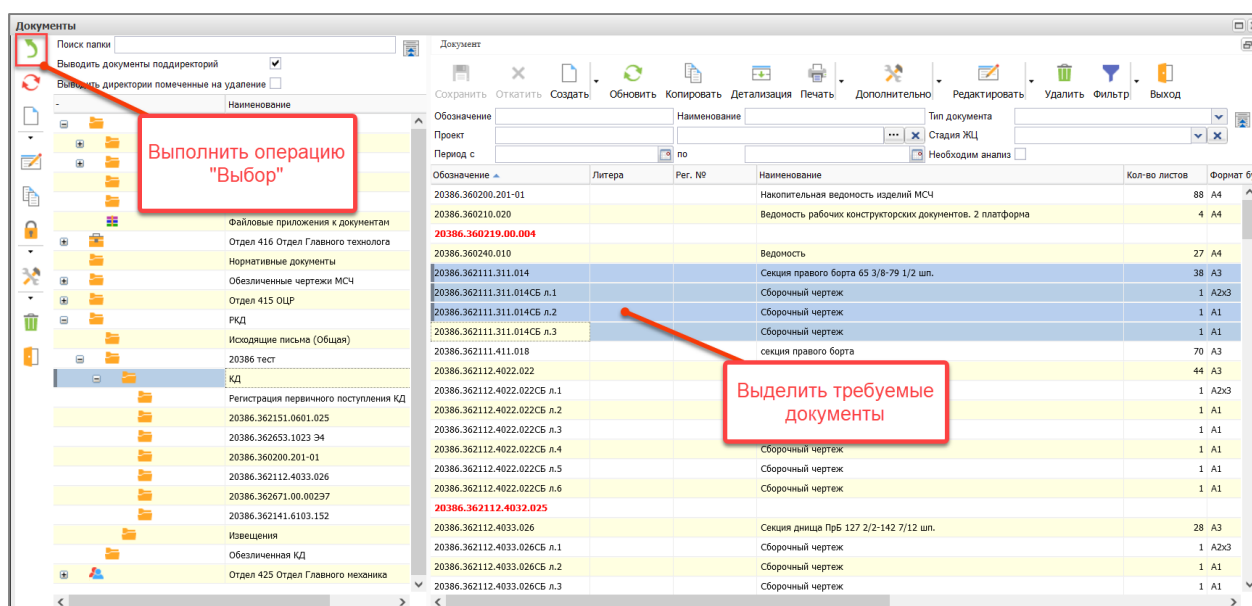 Документы
Поиск папки
Выводить документы поддиректорий
Выводить директории помеченные на удаление
- Наименование
Выполнить операцию
"Выбор"
Файловые приложения к документам
Отдел 416 Отдел Главного технолога
Нормативные документы
Обезличенные чертежи МСЧ
Отдел 415 ОЦР
РКД
Исходящие письма (Общая)
20386 тест
КД
Регистрация первичного поступления КД
20386.362151.0601.025
20386.362653.1023 Э4
20386.360200.201-01
20386.362112.4033.026
20386.362671.00.002Э7
20386.362141.6103.152
Извещения
Обезличенная КД
Отдел 425 Отдел Главного механика
Документ
Сохранить Откатить Создать Обновить Копировать Детализация Печать Дополнительно Редактировать Удалить Фильтр Выход
Обозначение Наименование Тип документа
Проект Стадия ЖЦ
Период с по Необходим анализ
Обозначение Литера Рег. № Наименование Кол-во листов Формат
20386.360200.201-01 Накопительная ведомость изделий МСЧ 88 А4
20386.360210.020 Ведомость рабочих конструкторских документов. 2 платформа 4 А4
20386.360219.00.004
20386.360240.010 Ведомость 27 А4
20386.362111.311.014 Секция правого борта 65 3/8-79 1/2 шп. 38 А3
20386.362111.311.014СБ л.1 Сборочный чертеж 1 А2х3
20386.362111.311.014СБ л.2 Сборочный чертеж 1 А1
20386.362111.311.014СБ л.3 Сборочный чертеж 1 А1
20386.362111.411.018 секция правого борта 70 А3
20386.362112.4022.022 44 А3
20386.362112.4022.022СБ л.1 1 А2х3
20386.362112.4022.022СБ л.2 1 А1
20386.362112.4022.022СБ л.3 1 А1
20386.362112.4022.022СБ л.4 Сборочный чертеж 1 А1
20386.362112.4022.022СБ л.5 Сборочный чертеж 1 А1
20386.362112.4022.022СБ л.6 Сборочный чертеж 1 А1
20386.362112.4032.025
20386.362112.4033.026 Секция днища ПрБ 127 2/2-142 7/12 шп. 28 А3
20386.362112.4033.026СБ л.1 Сборочный чертеж 1 А2х3
20386.362112.4033.026СБ л.2 Сборочный чертеж 1 А1
20386.362112.4033.026СБ л.3 Сборочный чертеж 1 А1
Выделить требуемые
документы